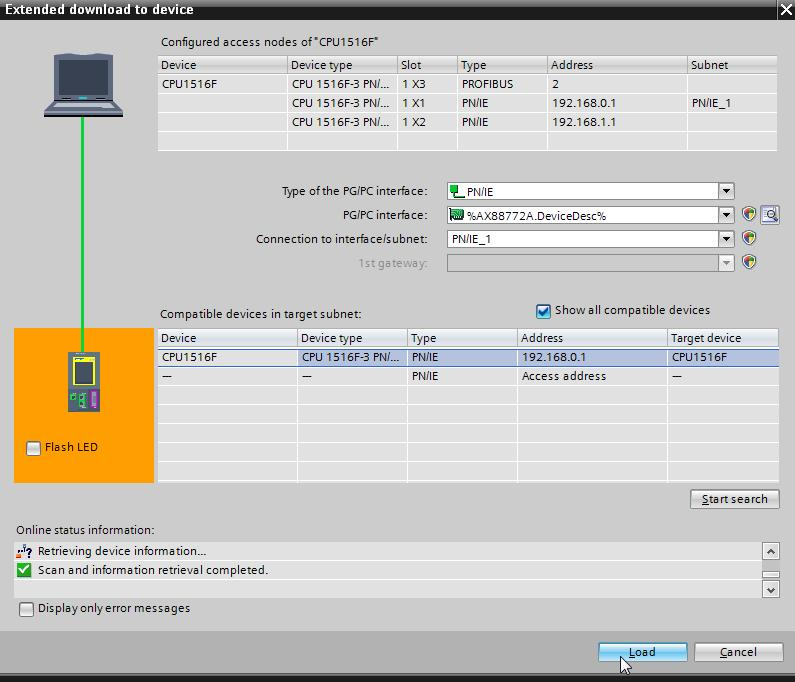 Extended download to device
Configured access nodes of "CPU1516F"
Device Device type Slot Type Address Subnet
CPU1516F CPU 1516F-3 PN/... 1 X3 PROFIBUS 2
CPU 1516F-3 PN/... 1 X1 PN/IE 192.168.0.1 PN/IE_1
CPU 1516F-3 PN/... 1 X2 PN/IE 192.168.1.1
Type of the PG/PC interface: PN/IE
PG/PC interface: %AX88772A.DeviceDesc%
Connection to interface/subnet: PN/IE_1
1st gateway:
Compatible devices in target subnet: Show all compatible devices
Device Device type Type Address Target device
CPU1516F CPU 1516F-3 PN/... PN/IE 192.168.0.1 CPU1516F
— — PN/IE Access address —
Flash LED
Start search
Online status information:
Retrieving device information...
Scan and information retrieval completed.
Display only error messages
Load Cancel